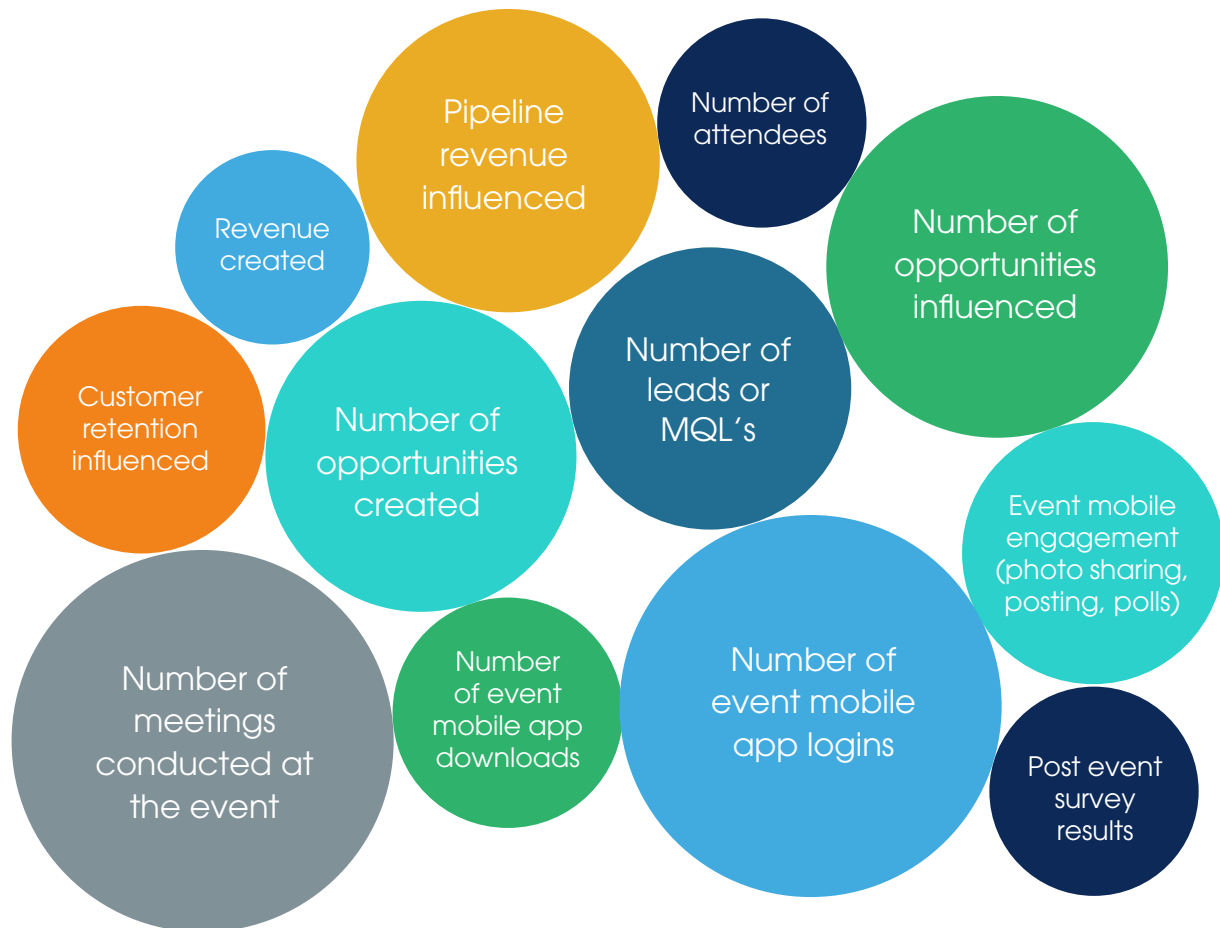 Pipeline
revenue
influenced
Number of
attendees
Revenue
created
Number of
opportunities
influenced
Number of
leads or
MQL's
Customer
retention
influenced
Number of
opportunities
created
Event mobile
engagement
(photo sharing,
posting, polls)
Number of
meetings
conducted at
the event
Number
of event
mobile app
downloads
Number of
event mobile
app logins
Post event
survey
results